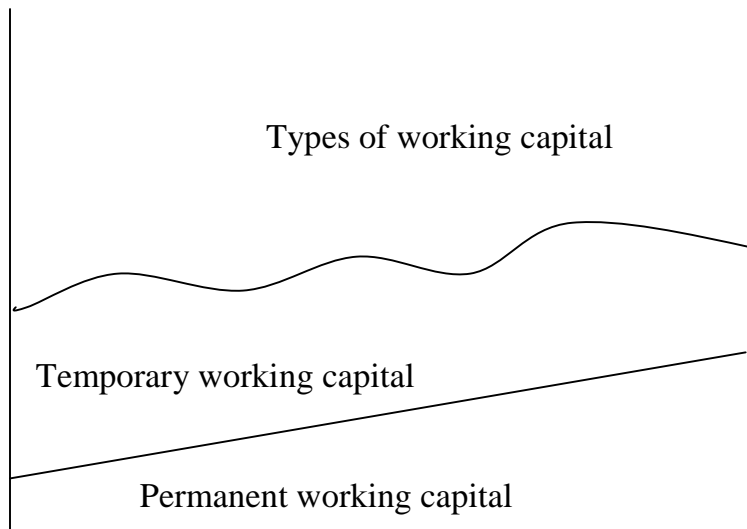 Types of working capital
Temporary working capital
Permanent working capital